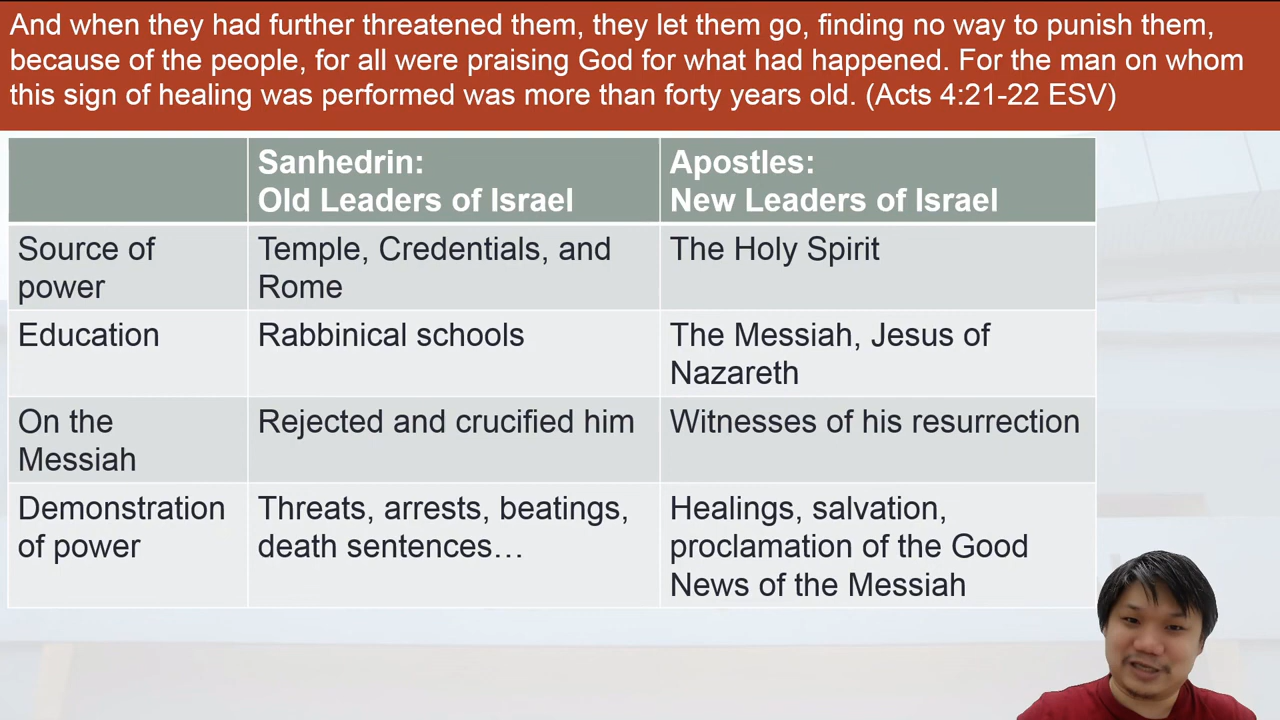 And when they had further threatened them, they let them go, finding no way to punish them,
because of the people, for all were praising God for what had happened. For the man on whom
this sign of healing was performed was more than forty years old. (Acts 4:21-22 ESV)
Sanhedrin:
Old Leaders of Israel
Apostles:
New Leaders of Israel
Source of
power
Temple, Credentials, and
Rome
The Holy Spirit
Education
Rabbinical schools
The Messiah, Jesus of
Nazareth
On the
Messiah
Rejected and crucified him
Witnesses of his resurrection
Demonstration
of power
Threats, arrests, beatings,
death sentences…
Healings, salvation,
proclamation of the Good
News of the Messiah